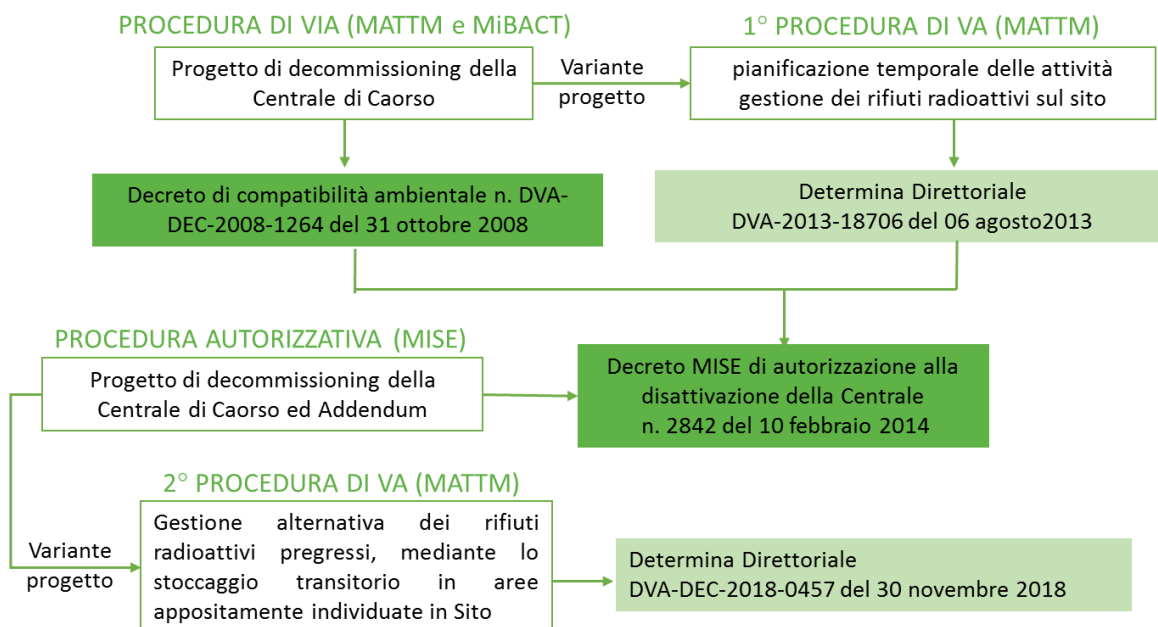 PROCEDURA DI VIA (MATTM e MiBACT)
Progetto di decommissioning della
Centrale di Caorso
Variante
progetto
1° PROCEDURA DI VA (MATTM)
pianificazione temporale delle attività
gestione dei rifiuti radioattivi sul sito
Decreto di compatibilità ambientale n. DVA-
DEC-2008-1264 del 31 ottobre 2008
Determina Direttoriale
DVA-2013-18706 del 06 agosto2013
PROCEDURA AUTORIZZATIVA (MISE)
Progetto di decommissioning della
Centrale di Caorso ed Addendum
Decreto MISE di autorizzazione alla
disattivazione della Centrale
n. 2842 del 10 febbraio 2014
2° PROCEDURA DI VA (MATTM)
Variante
progetto
Gestione alternativa dei rifiuti
radioattivi pregressi, mediante lo
stoccaggio transitorio in aree
appositamente individuate in Sito
Determina Direttoriale
DVA-DEC-2018-0457 del 30 novembre 2018